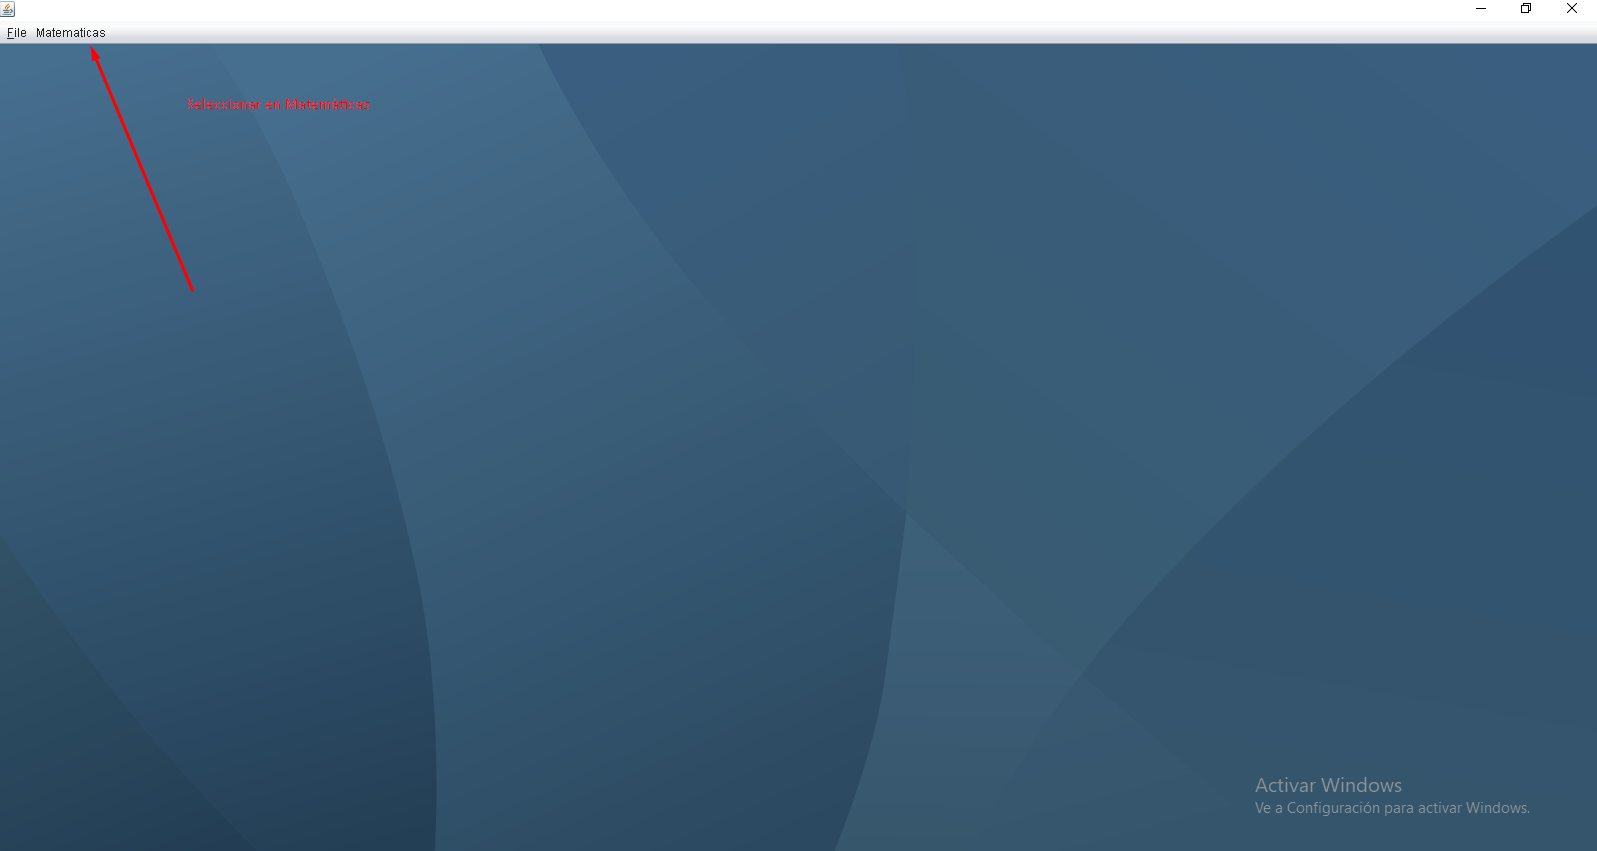 File Matematicas
Seleccionar en Matemáticas
Activar Windows
Ve a Configuración para activar Windows.